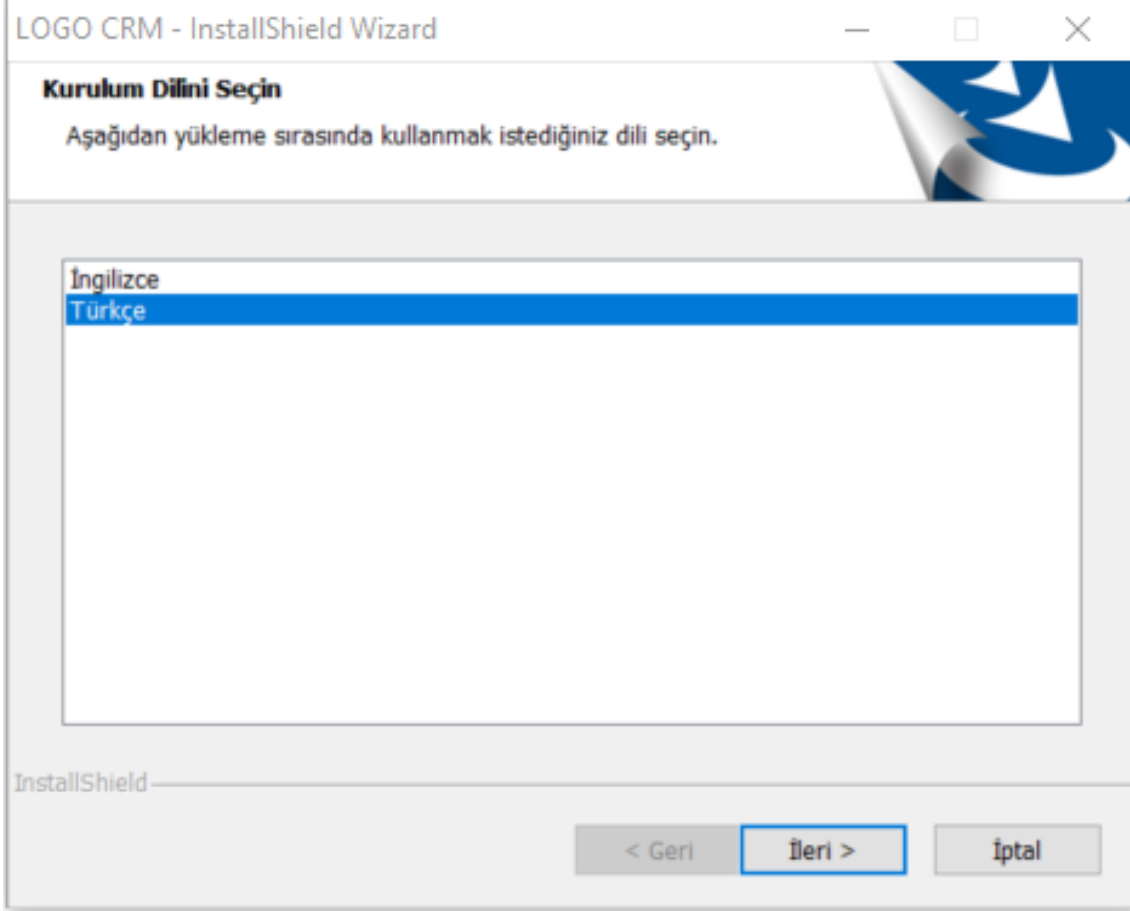 LOGO CRM - InstallShield Wizard
Kurulum Dilini Seçin
Aşağıdan yükleme sırasında kullanmak istediğiniz dili seçin.
İngilizce
Türkçe
InstallShield
< Geri
İleri >
İptal